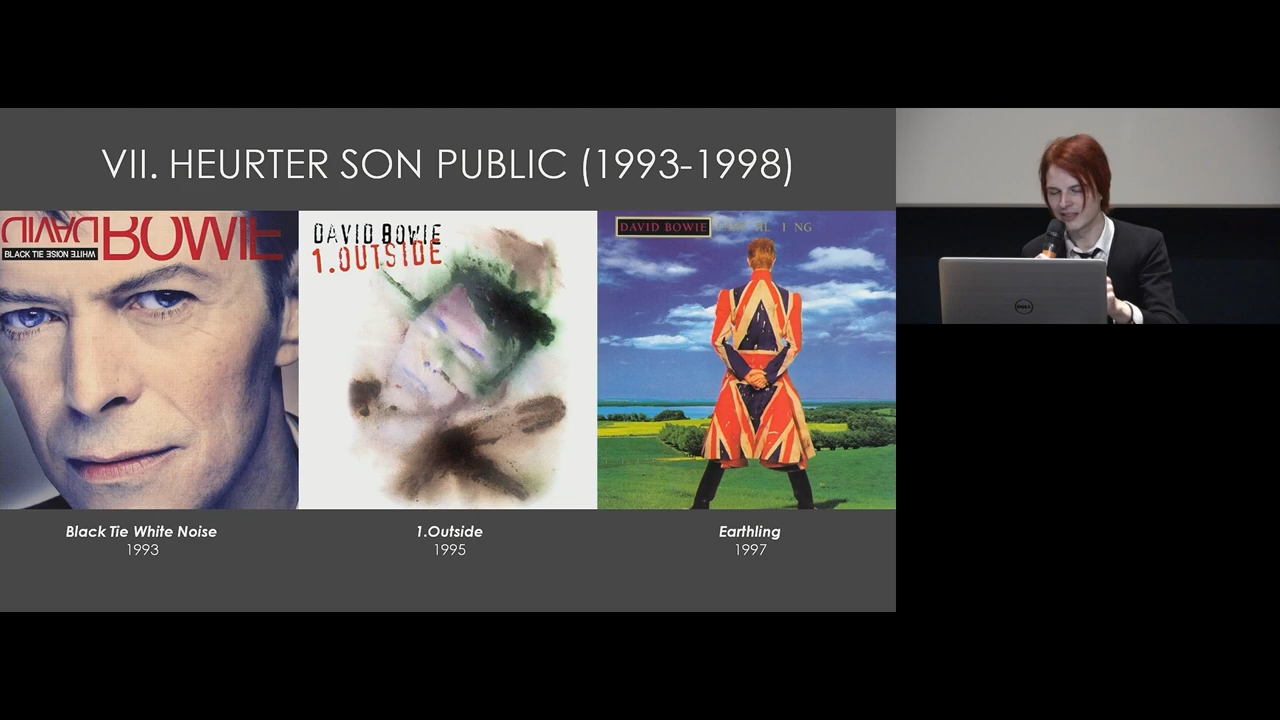 VII. HEURTER SON PUBLIC (1993-1998)
DAVID BOWIE
BLACK TIE WHITE NOISE
DAVID BOWIE
1.OUTSIDE
DAVID BOWIE
Black Tie White Noise
1993
1.Outside
1995
Earthling
1997
DELL